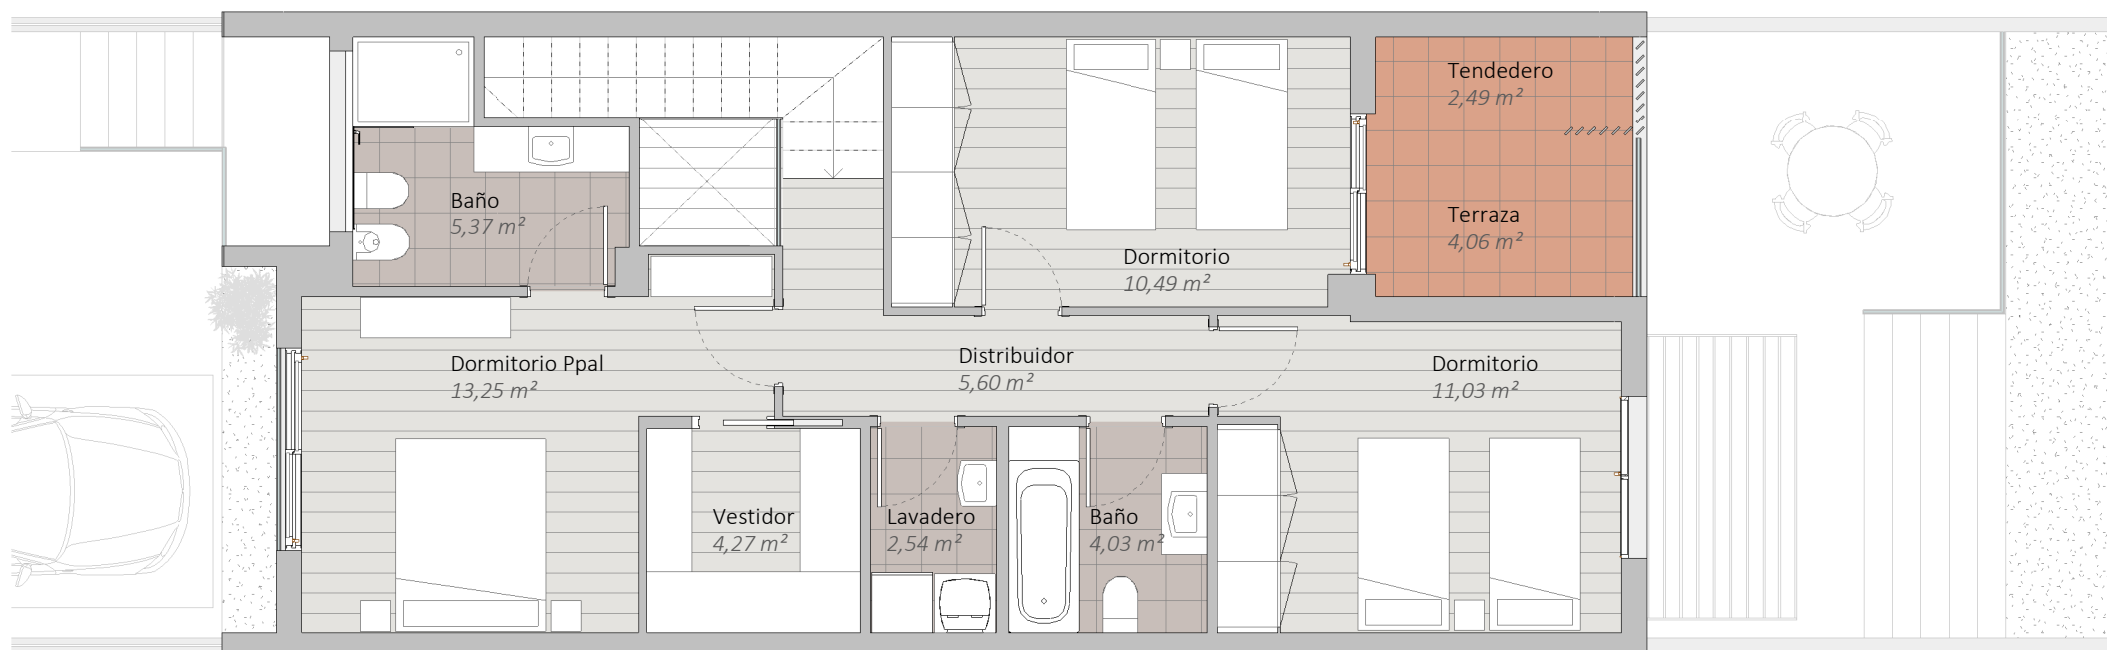 Tendedero
2,49 m²
Baño
5,37 m²
Terraza
4,06 m²
Dormitorio
10,49 m²
Dormitorio Ppal
13,25 m²
Distribuidor
5,60 m²
Dormitorio
11,03 m²
Vestidor
4,27 m²
Lavadero
2,54 m²
Baño
4,03 m²